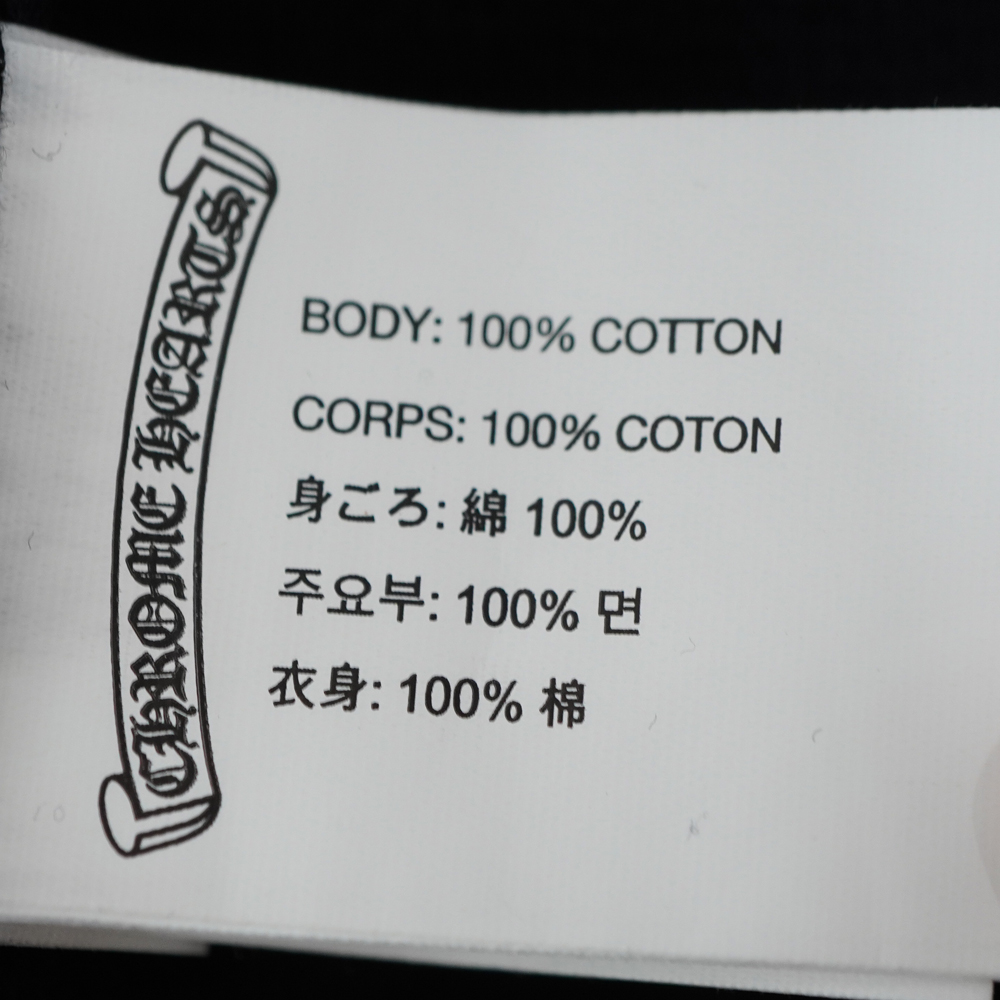 CHROME HEARTS
BODY: 100% COTTON
CORPS: 100% COTON
身ごろ: 綿 100%
주요부: 100% 면
衣身: 100% 棉